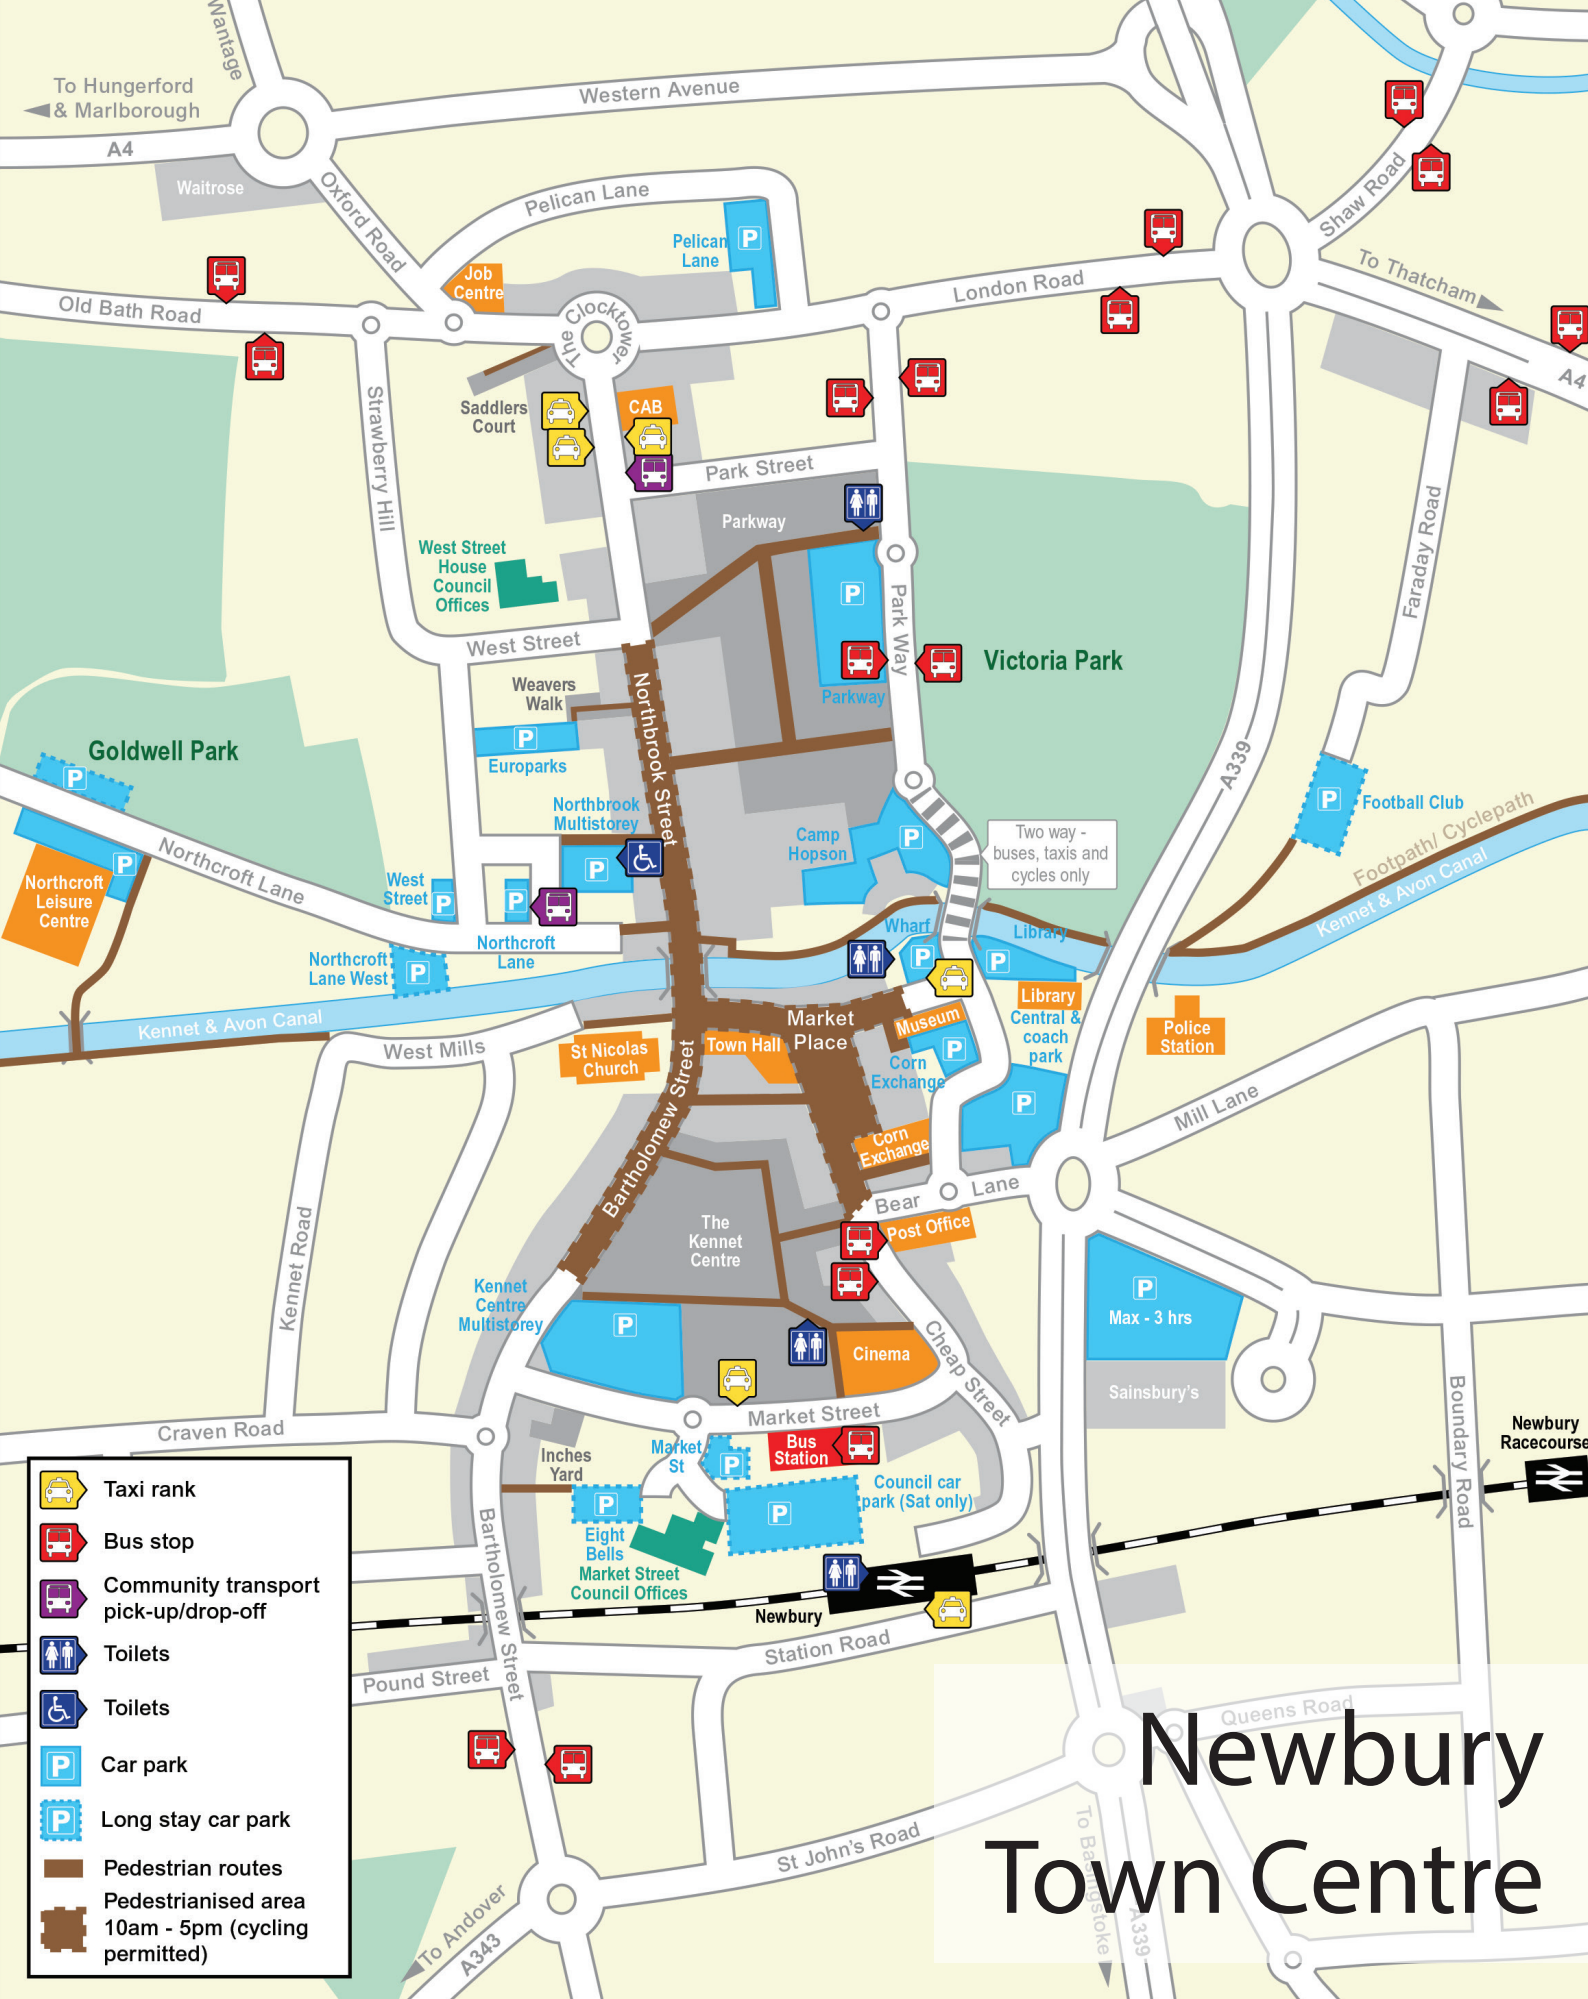 Wantage
To Hungerford
& Marlborough
A4
Western Avenue
Waitrose
Oxford Road
Pelican Lane
Pelican
Lane
Job
Centre
Old Bath Road
The Clocktower
London Road
Shaw Road
To Thatcham
A4
Saddlers
Court
CAB
Strawberry Hill
Park Street
Parkway
P
West Street
House
Council
Offices
West Street
Park Way
Parkway
Victoria Park
Faraday Road
Weavers
Walk
Northbrook Street
P
Europarks
Goldwell Park
P
A339
P
Football Club
Northbrook
Multistorey
P
Camp
Hopson
P
Two way -
buses, taxis and
cycles only
Footpath/ Cyclepath
Kennet & Avon Canal
Northcroft Lane
P
Northcroft
Leisure
Centre
West
Street
P
P
Northcroft
Lane
Northcroft
Lane West
P
Wharf
P
Library
P
Library
Central &
coach
park
P
Police
Station
Kennet & Avon Canal
West Mills
St Nicolas
Church
Town Hall
Market
Place
Museum
P
Corn
Exchange
Corn
Exchange
Mill Lane
Bartholomew Street
Bear Lane
Post Office
The
Kennet
Centre
Kennet Road
Kennet
Centre
Multistorey
P
Cinema
Cheap Street
P
Max - 3 hrs
Sainsbury's
Boundary Road
Newbury
Racecourse
Craven Road
Market Street
Inches
Yard
Market
St
P
Bus
Station
Council car
park (Sat only)
P
P
Eight
Bells
Market Street
Council Offices
Newbury
Bartholomew Street
Station Road
Pound Street
Queens Road
St John's Road
To Basingstoke
A339
To Andover
A343
Taxi rank
Bus stop
Community transport
pick-up/drop-off
Toilets
Toilets
P
Car park
P
Long stay car park
Pedestrian routes
Pedestrianised area
10am - 5pm (cycling
permitted)
Newbury
Town Centre